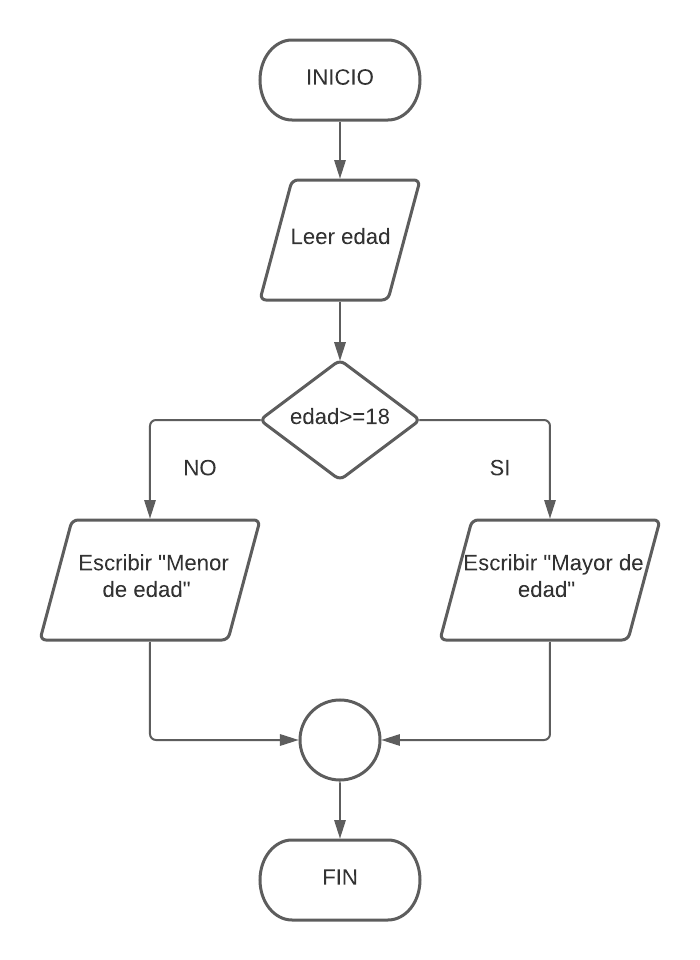 INICIO
Leer edad
edad>=18
NO
SI
Escribir "Menor
de edad"
Escribir "Mayor de
edad"
FIN